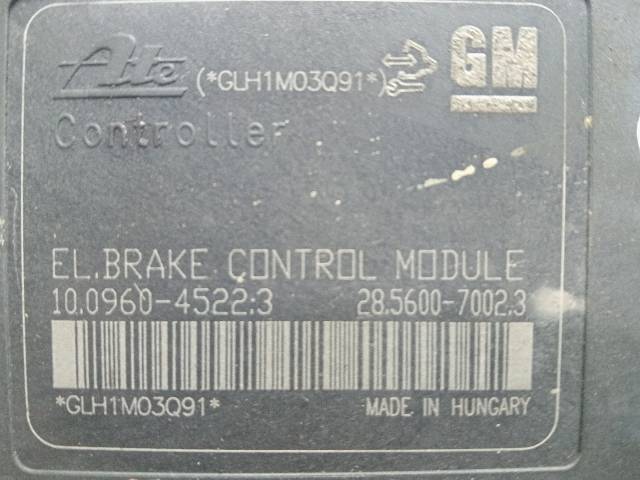 Ate (*GLH1M03Q91*) GM
Controller
EL.BRAKE CONTROL MODULE
10.0960-4522.3 28.5600-7002.3
*GLH1M03Q91* MADE IN HUNGARY